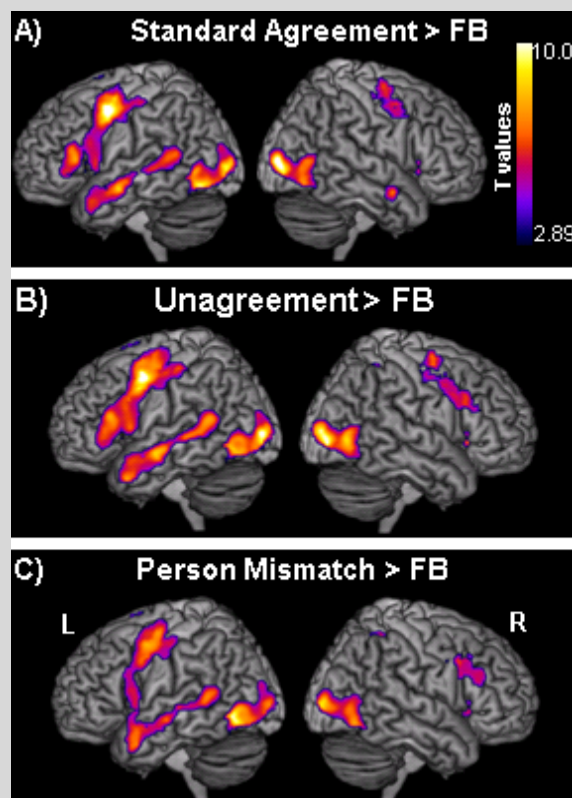 A) Standard Agreement > FB
10.0
T values
2.89
B) Unagreement > FB
C) Person Mismatch > FB
L R